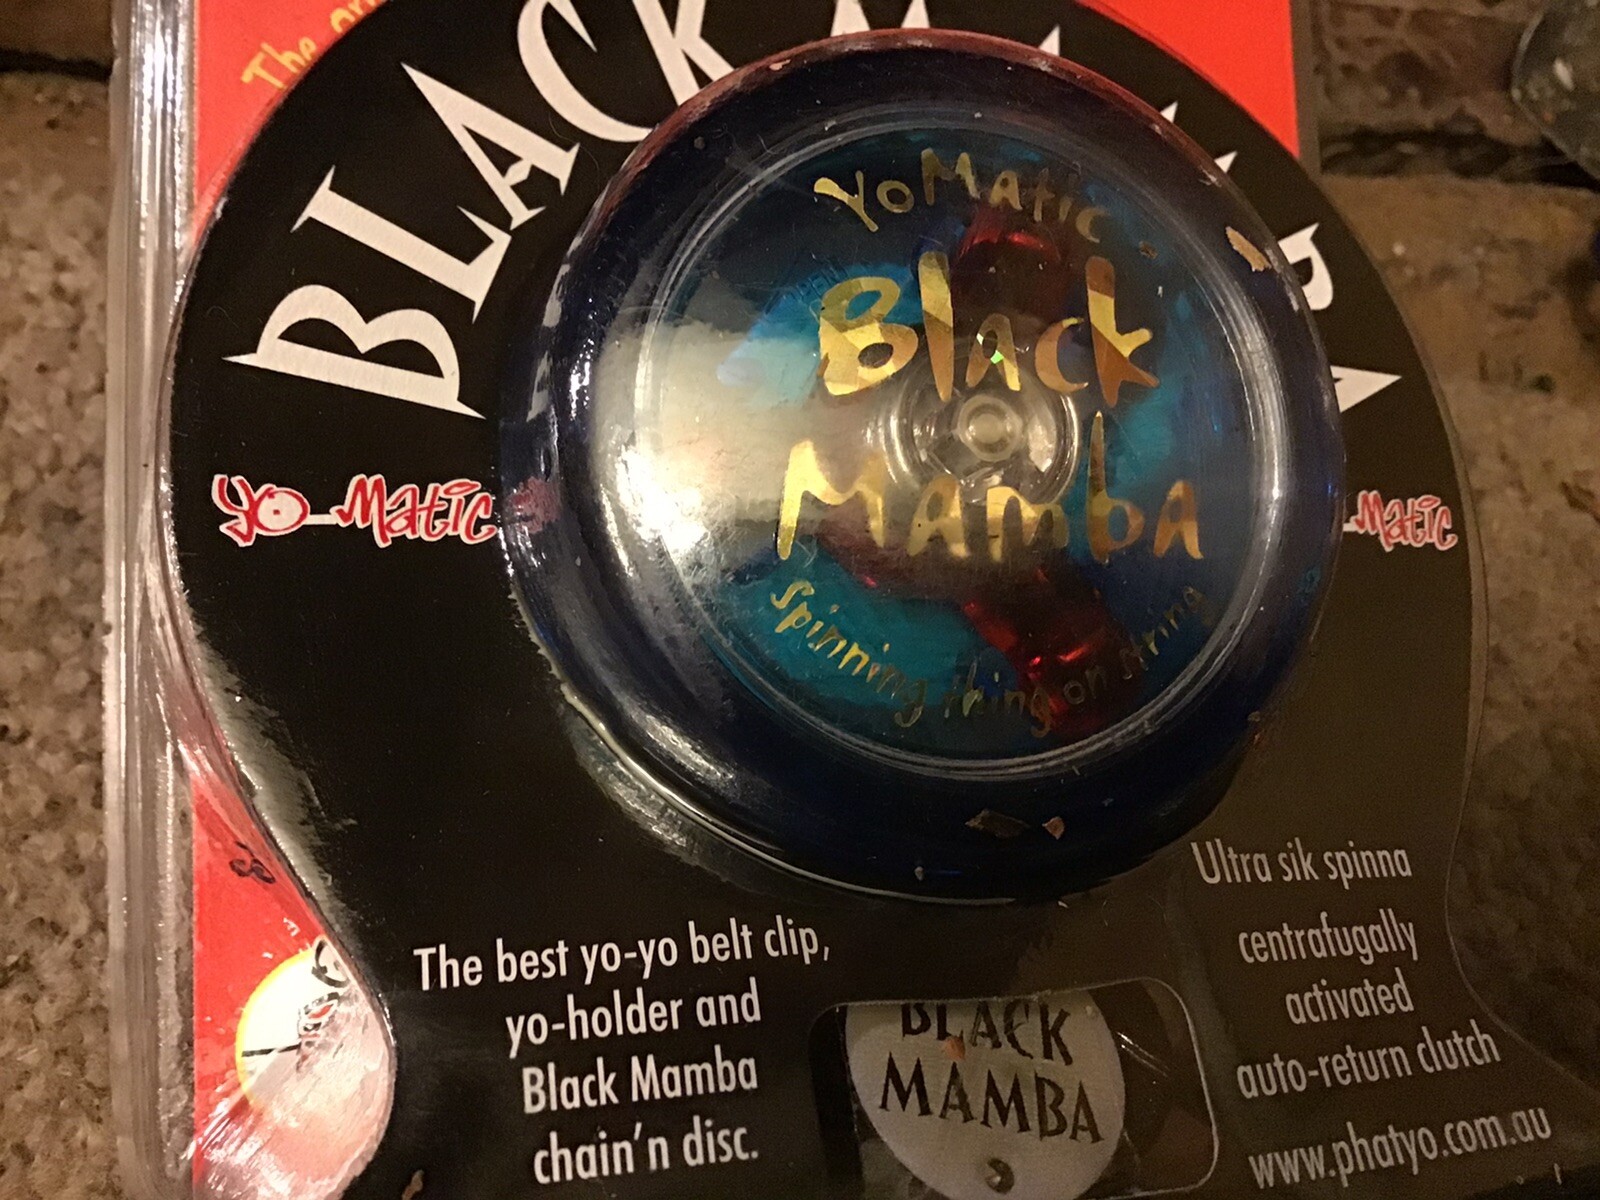 The
BLACK MAMBA
YoMatic
Black
Mamba
Spinning thing on string
yo matic
matic
The best yo-yo belt clip,
yo-holder and
Black Mamba
chain'n disc.
BLACK
MAMBA
Ultra sik spinna
centrafugally
activated
auto-return clutch
www.phatyo.com.au